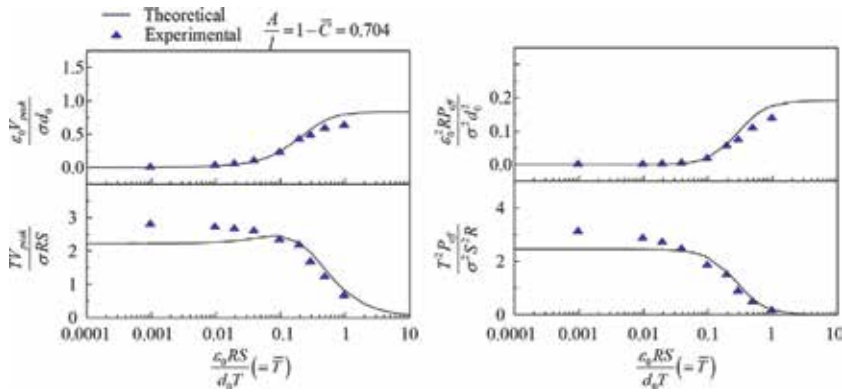 Theoretical
Experimental
A/l = 1 − C̅ = 0.704
ε₀V_peak/σd₀
1.5
1.0
0.5
0.0
TV_peak/σRS
3
2
1
0
0.0001 0.001 0.01 0.1 1 10
ε₀RS/d₀T (= T̅)
ε₀²RP_ef/σ²d₀²
0.2
0.1
0.0
T²P_ef/σ²S²R
4
2
0
0.0001 0.001 0.01 0.1 1 10
ε₀RS/d₀T (= T̅)